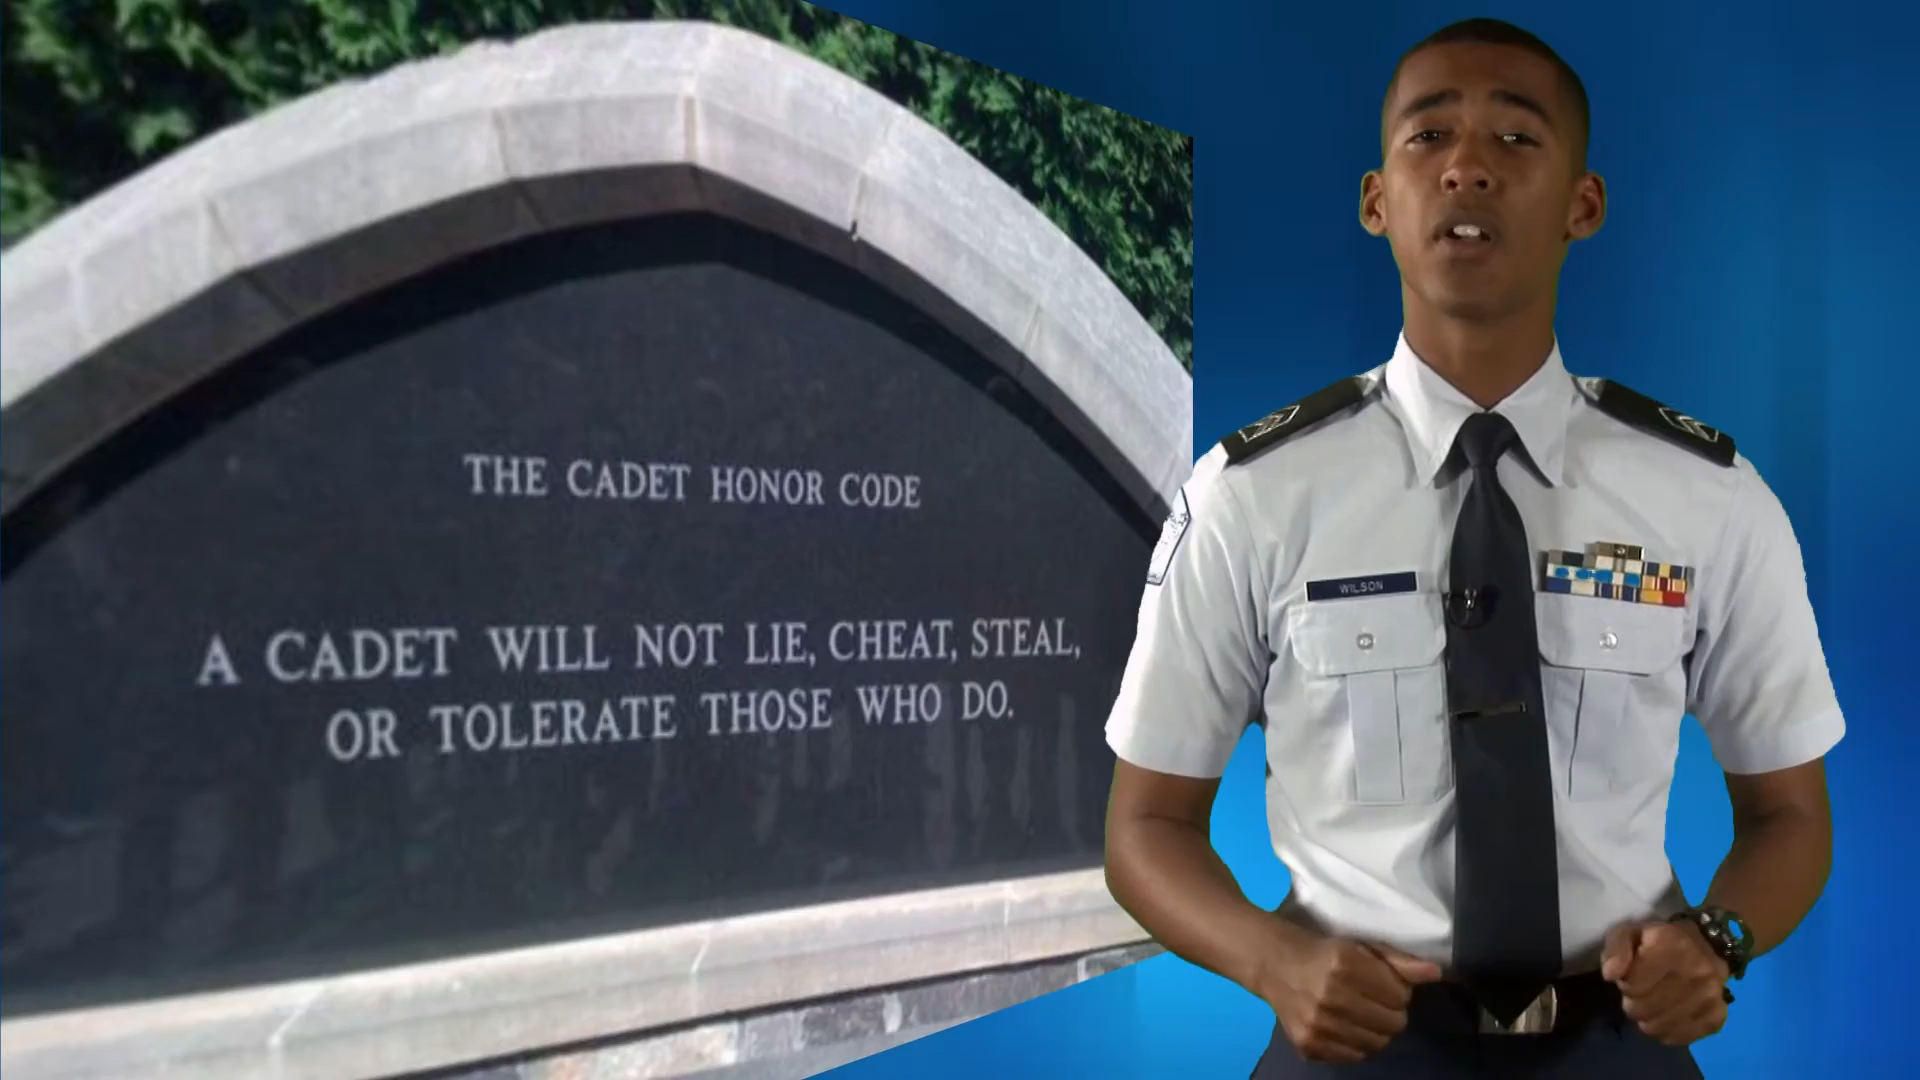 THE CADET HONOR CODE
A CADET WILL NOT LIE, CHEAT, STEAL,
OR TOLERATE THOSE WHO DO.
WILSON